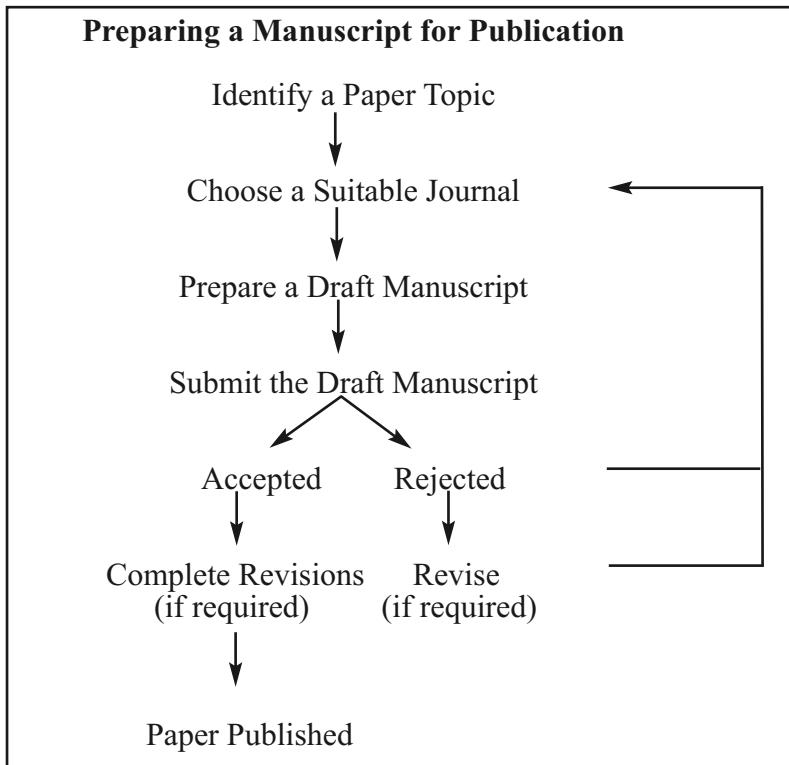 Preparing a Manuscript for Publication
Identify a Paper Topic
Choose a Suitable Journal
Prepare a Draft Manuscript
Submit the Draft Manuscript
Accepted
Rejected
Complete Revisions
(if required)
Revise
(if required)
Paper Published